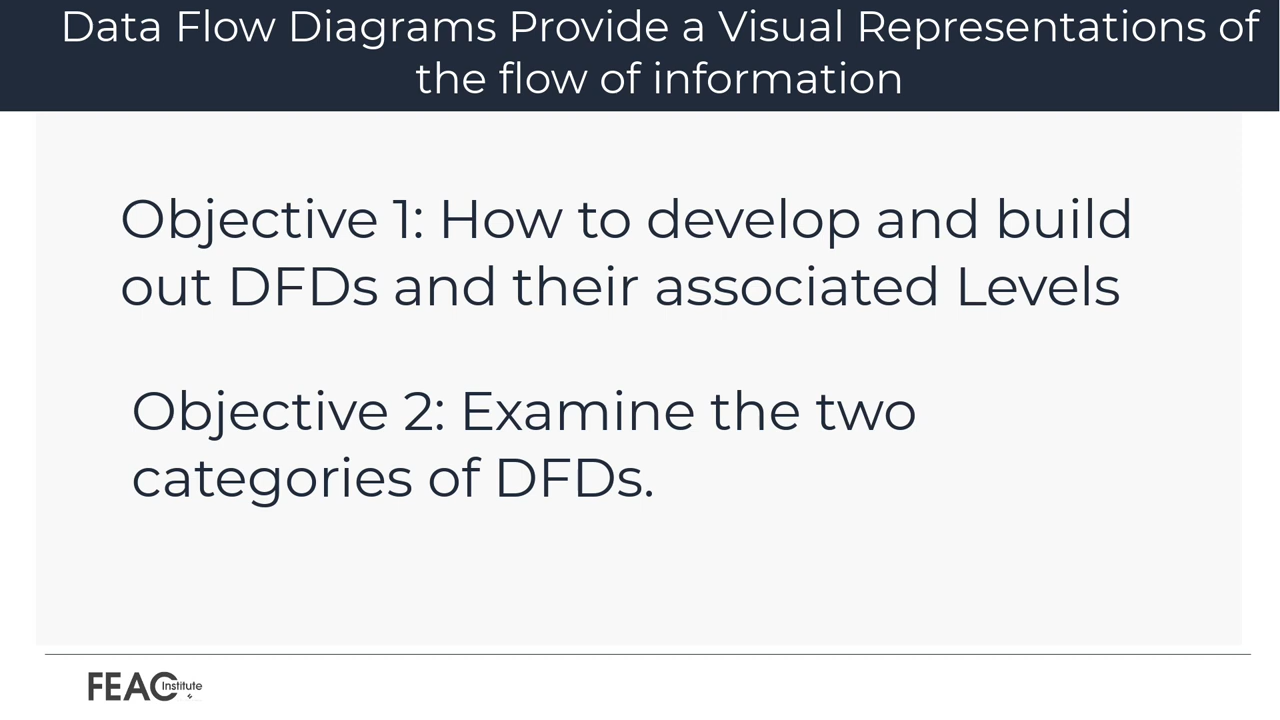 Data Flow Diagrams Provide a Visual Representations of
the flow of information
Objective 1: How to develop and build
out DFDs and their associated Levels
Objective 2: Examine the two
categories of DFDs.
FEAC Institute